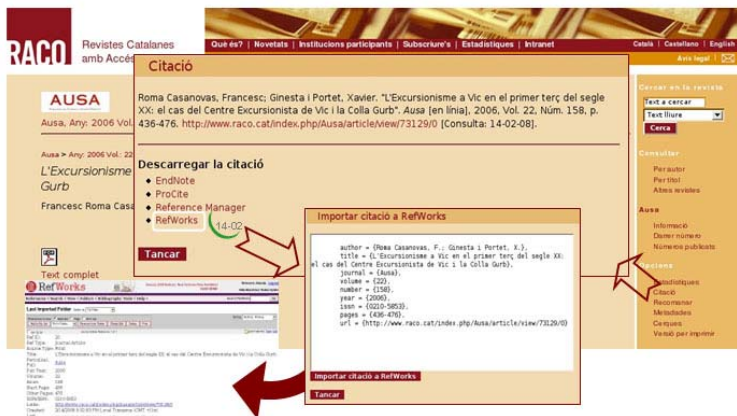 RACO
Revistes Catalanes
amb Accés
Què és? | Novetats | Institucions participants | Subscriure's | Estadístiques | Intranet
Català | Castellano | English
Avís legal
AUSA
Ausa, Any: 2006 Vol.
Ausa > Any: 2006 Vol.: 22
L'Excursionisme
Gurb
Francesc Roma Casa
Text complet
Citació
Roma Casanovas, Francesc; Ginesta i Portet, Xavier. "L'Excursionisme a Vic en el primer terç del segle
XX: el cas del Centre Excursionista de Vic i la Colla Gurb". Ausa [en línia], 2006, Vol. 22, Núm. 158, p.
436-476. http://www.raco.cat/index.php/Ausa/article/view/73129/0 [Consulta: 14-02-08].
Descarregar la citació
EndNote
ProCite
Reference Manager
RefWorks
14-02
Tancar
Cercar en la revista
Text a cercar
Text lliure
Cerca
Consultar
Per autor
Per títol
Altres revistes
Ausa
Informació
Darrer número
Números publicats
Opcions
Estadístiques
Citació
Recomanar
Metadades
Cerques
Versió per imprimir
Importar citació a RefWorks
author = {Roma Casanovas, F.; Ginesta i Portet, X.},
title = {L'Excursionisme a Vic en el primer terç del segle XX:
el cas del Centre Excursionista de Vic i la Colla Gurb},
journal = {Ausa},
volume = {22},
number = {158},
year = {2006},
issn = {0210-5853},
pages = {436-476},
url = {http://www.raco.cat/index.php/Ausa/article/view/73129/0}
Importar citació a RefWorks
Tancar
RefWorks
Last Imported Folder